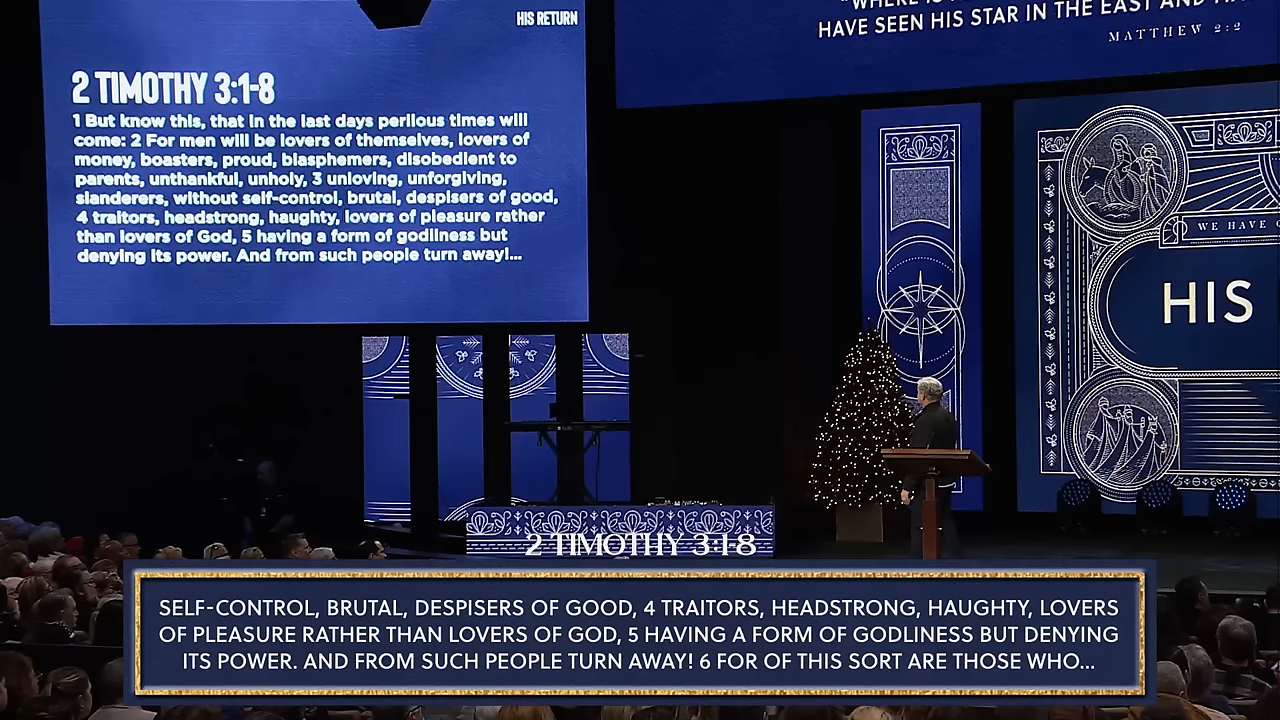 HIS RETURN
2 TIMOTHY 3:1-8
1 But know this, that in the last days perilous times will
come: 2 For men will be lovers of themselves, lovers of
money, boasters, proud, blasphemers, disobedient to
parents, unthankful, unholy, 3 unloving, unforgiving,
slanderers, without self-control, brutal, despisers of good,
4 traitors, headstrong, haughty, lovers of pleasure rather
than lovers of God, 5 having a form of godliness but
denying its power. And from such people turn away!...
"WHERE IS
HAVE SEEN HIS STAR IN THE EAST AND
MATTHEW 2:2
WE HAVE
HIS
2 TIMOTHY 3:1-8
SELF-CONTROL, BRUTAL, DESPISERS OF GOOD, 4 TRAITORS, HEADSTRONG, HAUGHTY, LOVERS
OF PLEASURE RATHER THAN LOVERS OF GOD, 5 HAVING A FORM OF GODLINESS BUT DENYING
ITS POWER. AND FROM SUCH PEOPLE TURN AWAY! 6 FOR OF THIS SORT ARE THOSE WHO...